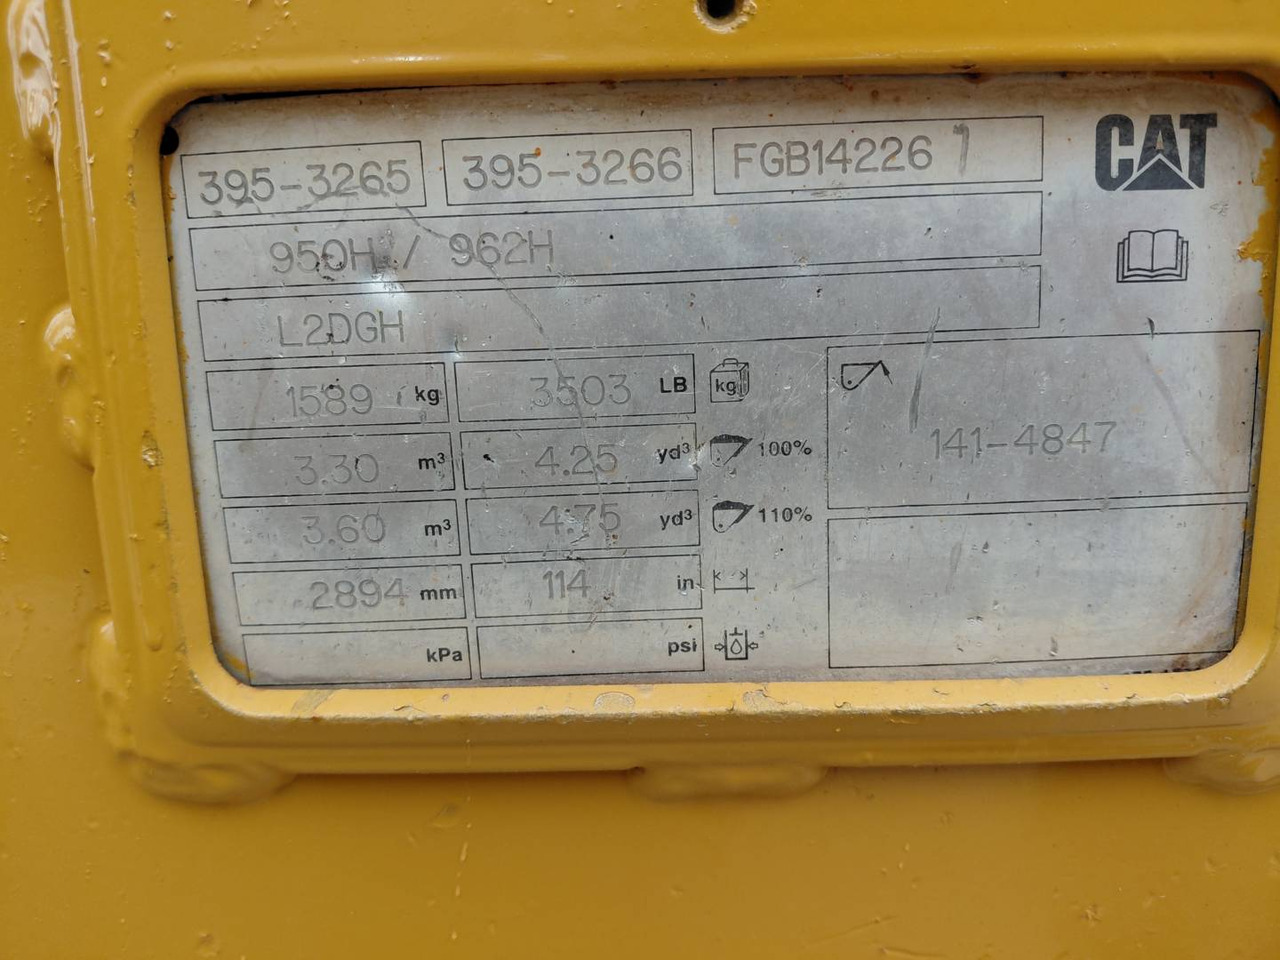 395-3265 395-3266 FGB14226 CAT
950H / 962H
L2DGH
1589 kg 3503 LB kg
3.30 m³ 4.25 yd³ 100% 141-4847
3.60 m³ 4.75 yd³ 110%
2894 mm 114 in
kPa psi